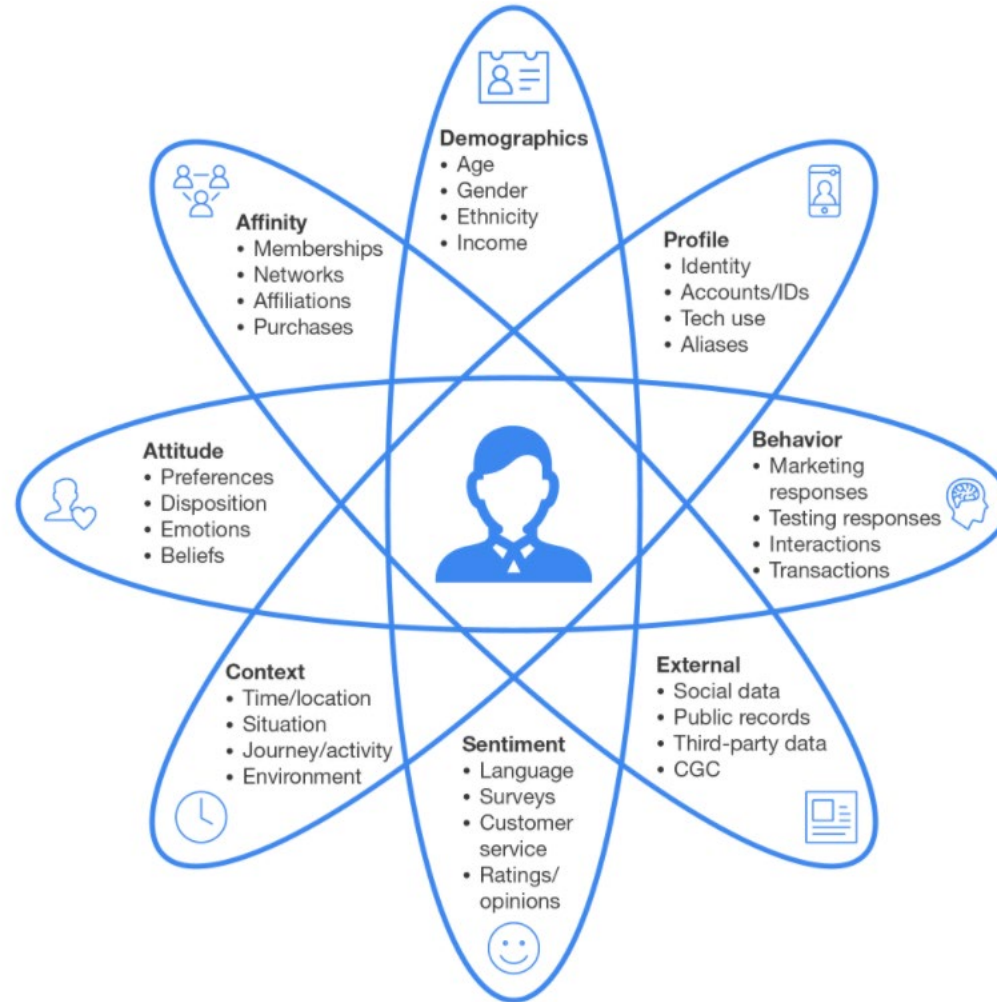 Demographics
• Age
• Gender
• Ethnicity
• Income
Affinity
• Memberships
• Networks
• Affiliations
• Purchases
Profile
• Identity
• Accounts/IDs
• Tech use
• Aliases
Attitude
• Preferences
• Disposition
• Emotions
• Beliefs
Behavior
• Marketing
responses
• Testing responses
• Interactions
• Transactions
Context
• Time/location
• Situation
• Journey/activity
• Environment
Sentiment
• Language
• Surveys
• Customer
service
• Ratings/
opinions
External
• Social data
• Public records
• Third-party data
• CGC